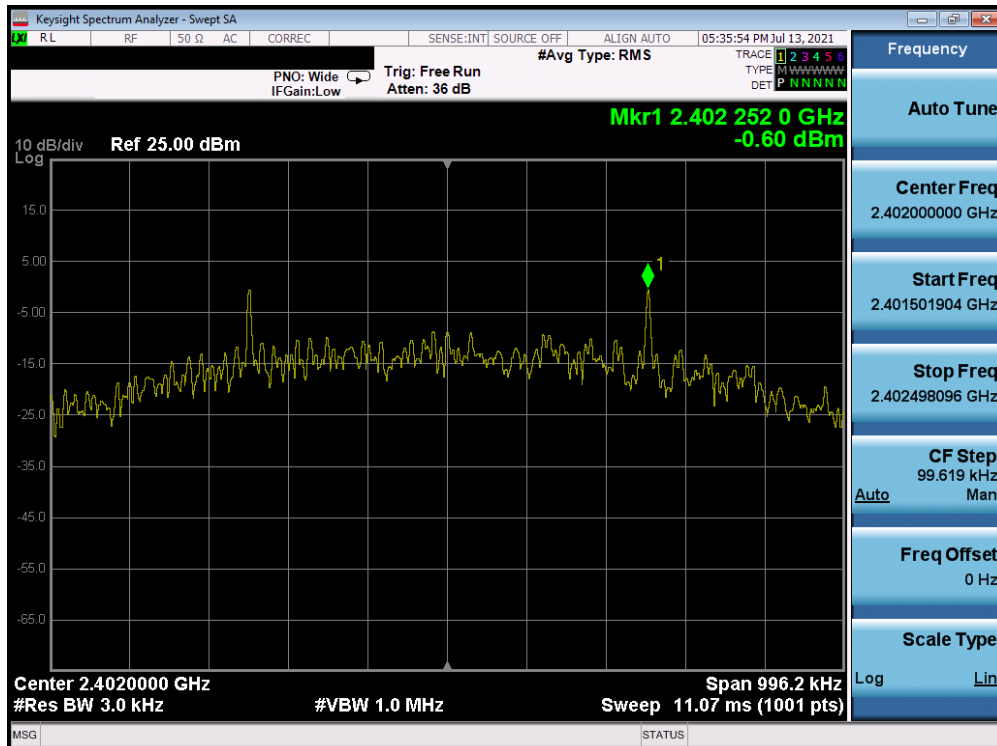 Keysight Spectrum Analyzer - Swept SA
LXI RL RF 50 Ω AC CORREC SENSE:INT SOURCE OFF ALIGN AUTO 05:35:54 PM Jul 13, 2021
#Avg Type: RMS
TRACE 1 2 3 4 5 6
PNO: Wide
Trig: Free Run
TYPE M W W W W W
IFGain:Low
Atten: 36 dB
DET P N N N N N
Mkr1 2.402 252 0 GHz
-0.60 dBm
10 dB/div
Log
Ref 25.00 dBm
15.0
5.00
1
-5.00
-15.0
-25.0
-35.0
-45.0
-55.0
-65.0
Center 2.4020000 GHz
Span 996.2 kHz
#Res BW 3.0 kHz
#VBW 1.0 MHz
Sweep 11.07 ms (1001 pts)
MSG
STATUS
Frequency
Auto Tune
Center Freq
2.402000000 GHz
Start Freq
2.401501904 GHz
Stop Freq
2.402498096 GHz
CF Step
99.619 kHz
Auto Man
Freq Offset
0 Hz
Scale Type
Log Lin